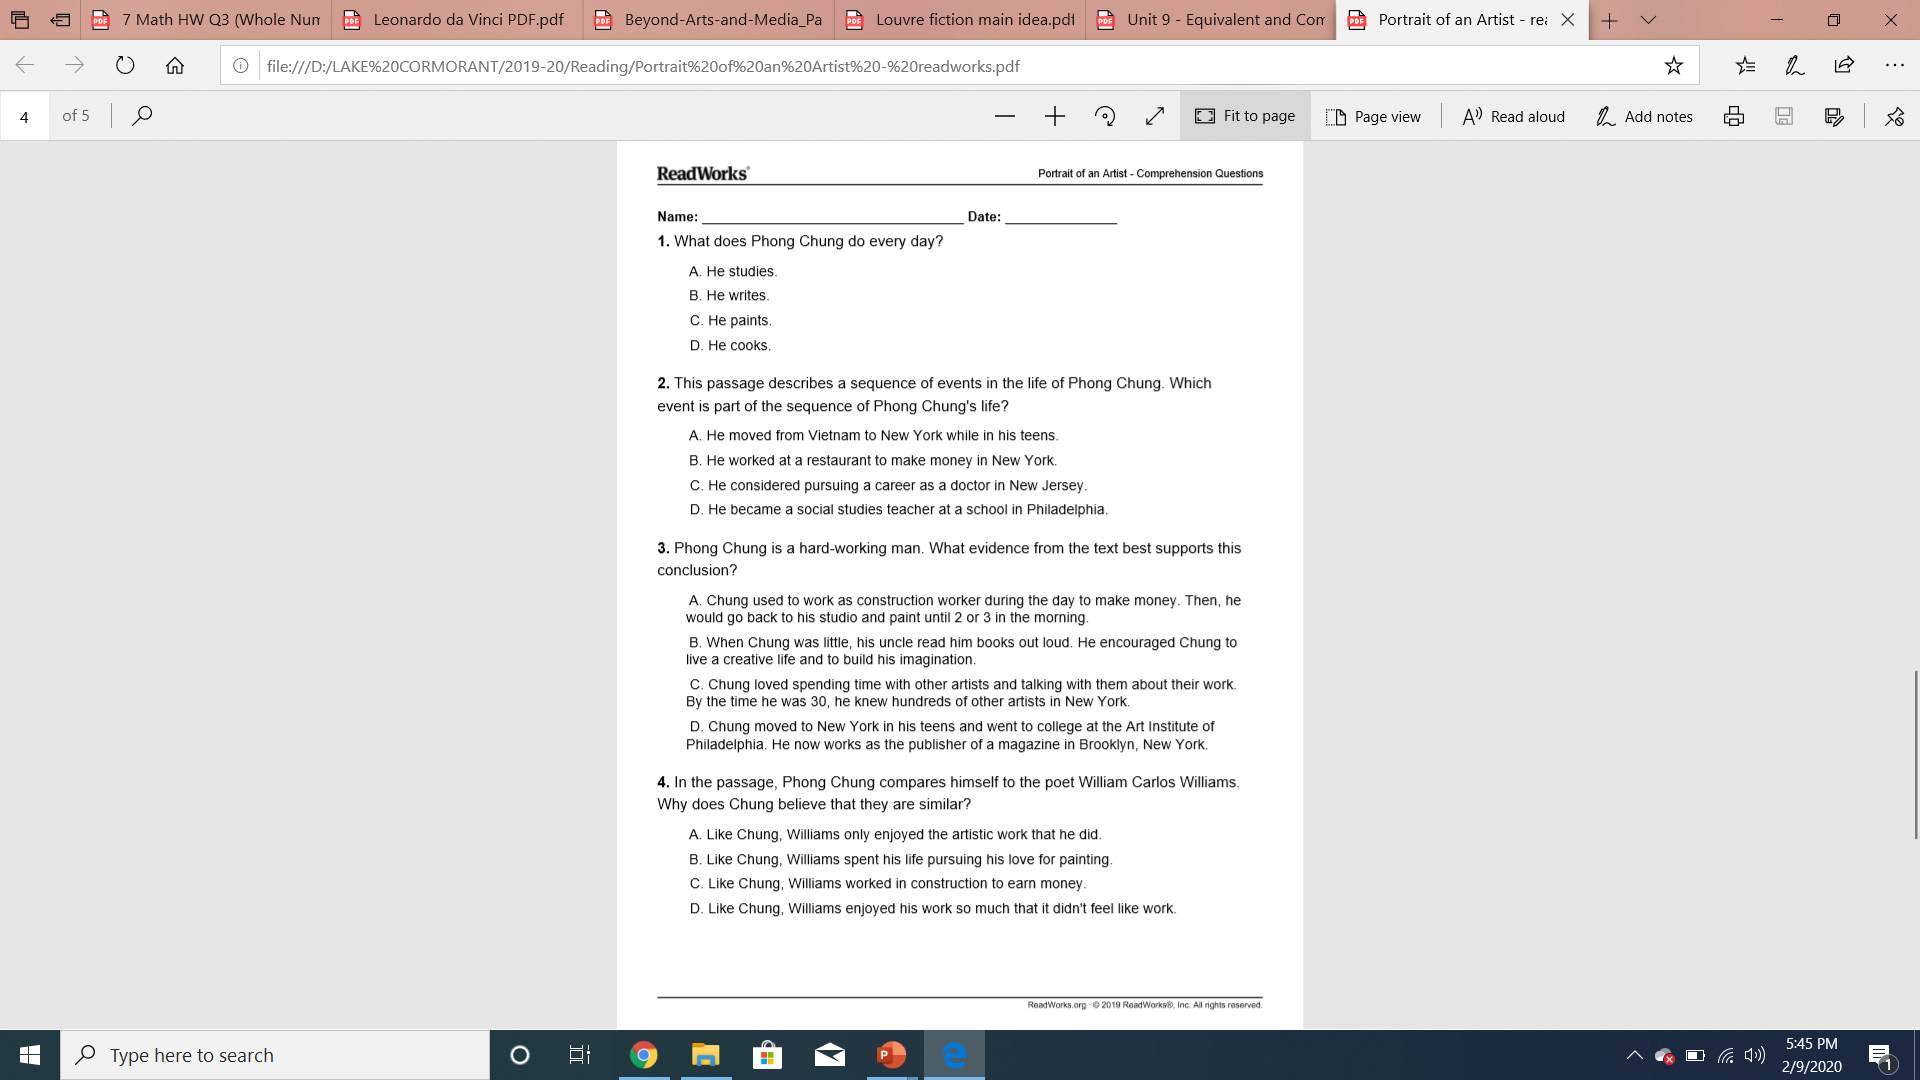 7 Math HW Q3 (Whole Num
Leonardo da Vinci PDF.pdf
Beyond-Arts-and-Media_Pa
Louvre fiction main idea.pdf
Unit 9 - Equivalent and Com
Portrait of an Artist - rea
file:///D:/LAKE%20CORMORANT/2019-20/Reading/Portrait%20of%20an%20Artist%20-%20readworks.pdf
4 of 5
Fit to page
Page view
Read aloud
Add notes
ReadWorks®
Portrait of an Artist - Comprehension Questions
Name: Date:
1. What does Phong Chung do every day?
A. He studies.
B. He writes.
C. He paints.
D. He cooks.
2. This passage describes a sequence of events in the life of Phong Chung. Which
event is part of the sequence of Phong Chung's life?
A. He moved from Vietnam to New York while in his teens.
B. He worked at a restaurant to make money in New York.
C. He considered pursuing a career as a doctor in New Jersey.
D. He became a social studies teacher at a school in Philadelphia.
3. Phong Chung is a hard-working man. What evidence from the text best supports this
conclusion?
A. Chung used to work as construction worker during the day to make money. Then, he
would go back to his studio and paint until 2 or 3 in the morning.
B. When Chung was little, his uncle read him books out loud. He encouraged Chung to
live a creative life and to build his imagination.
C. Chung loved spending time with other artists and talking with them about their work.
By the time he was 30, he knew hundreds of other artists in New York.
D. Chung moved to New York in his teens and went to college at the Art Institute of
Philadelphia. He now works as the publisher of a magazine in Brooklyn, New York.
4. In the passage, Phong Chung compares himself to the poet William Carlos Williams.
Why does Chung believe that they are similar?
A. Like Chung, Williams only enjoyed the artistic work that he did.
B. Like Chung, Williams spent his life pursuing his love for painting.
C. Like Chung, Williams worked in construction to earn money.
D. Like Chung, Williams enjoyed his work so much that it didn't feel like work.
ReadWorks.org · © 2019 ReadWorks®, Inc. All rights reserved.
Type here to search
5:45 PM
2/9/2020
1